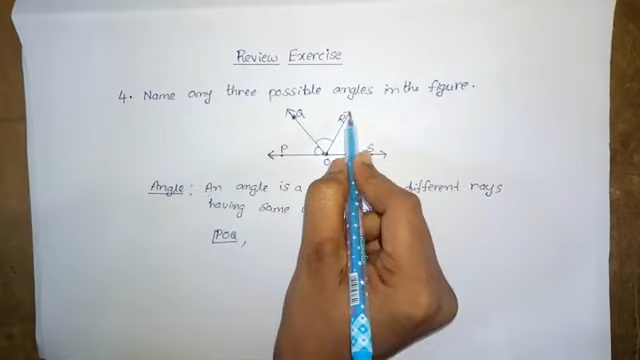 Review Exercise
4. Name any three possible angles in the figure.
Q R
P S
O
Angle: An angle is a different rays
having same
∠POQ,